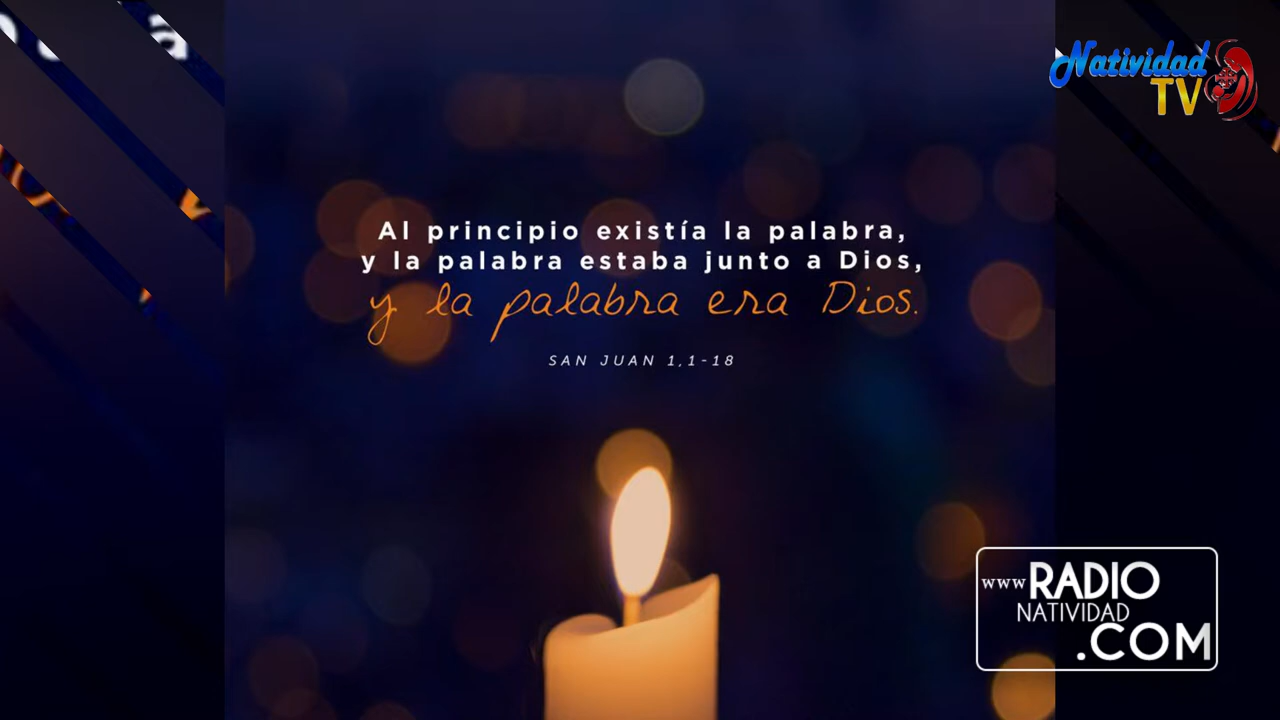 a
Natividad
TV
Al principio existía la palabra,
y la palabra estaba junto a Dios,
y la palabra era Dios.
SAN JUAN 1,1-18
www RADIO
NATIVIDAD
.COM